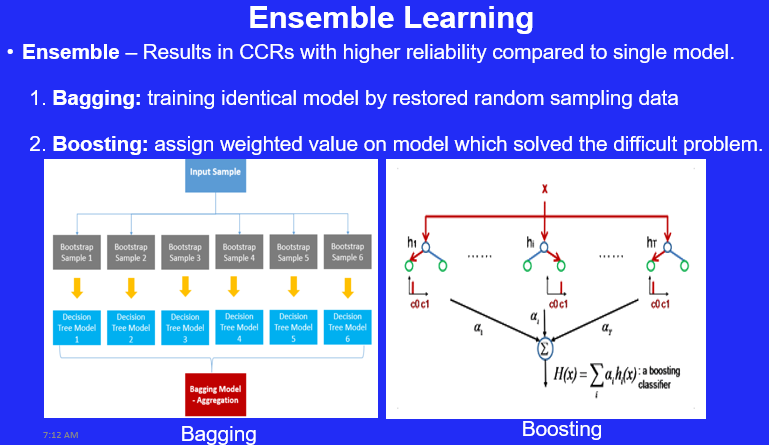 Ensemble Learning
• Ensemble – Results in CCRs with higher reliability compared to single model.
1. Bagging: training identical model by restored random sampling data
2. Boosting: assign weighted value on model which solved the difficult problem.
Input Sample
Bootstrap Sample 1
Bootstrap Sample 2
Bootstrap Sample 3
Bootstrap Sample 4
Bootstrap Sample 5
Bootstrap Sample 6
Decision Tree Model 1
Decision Tree Model 2
Decision Tree Model 3
Decision Tree Model 4
Decision Tree Model 5
Decision Tree Model 6
Bagging Model
- Aggregation
7:12 AM
Bagging
X
h₁
hᵢ
h_T
......
......
c0 c1
c0 c1
c0 c1
α₁
αᵢ
α_T
Σ
H(x) = Σᵢ αᵢhᵢ(x) : a boosting
classifier
Boosting